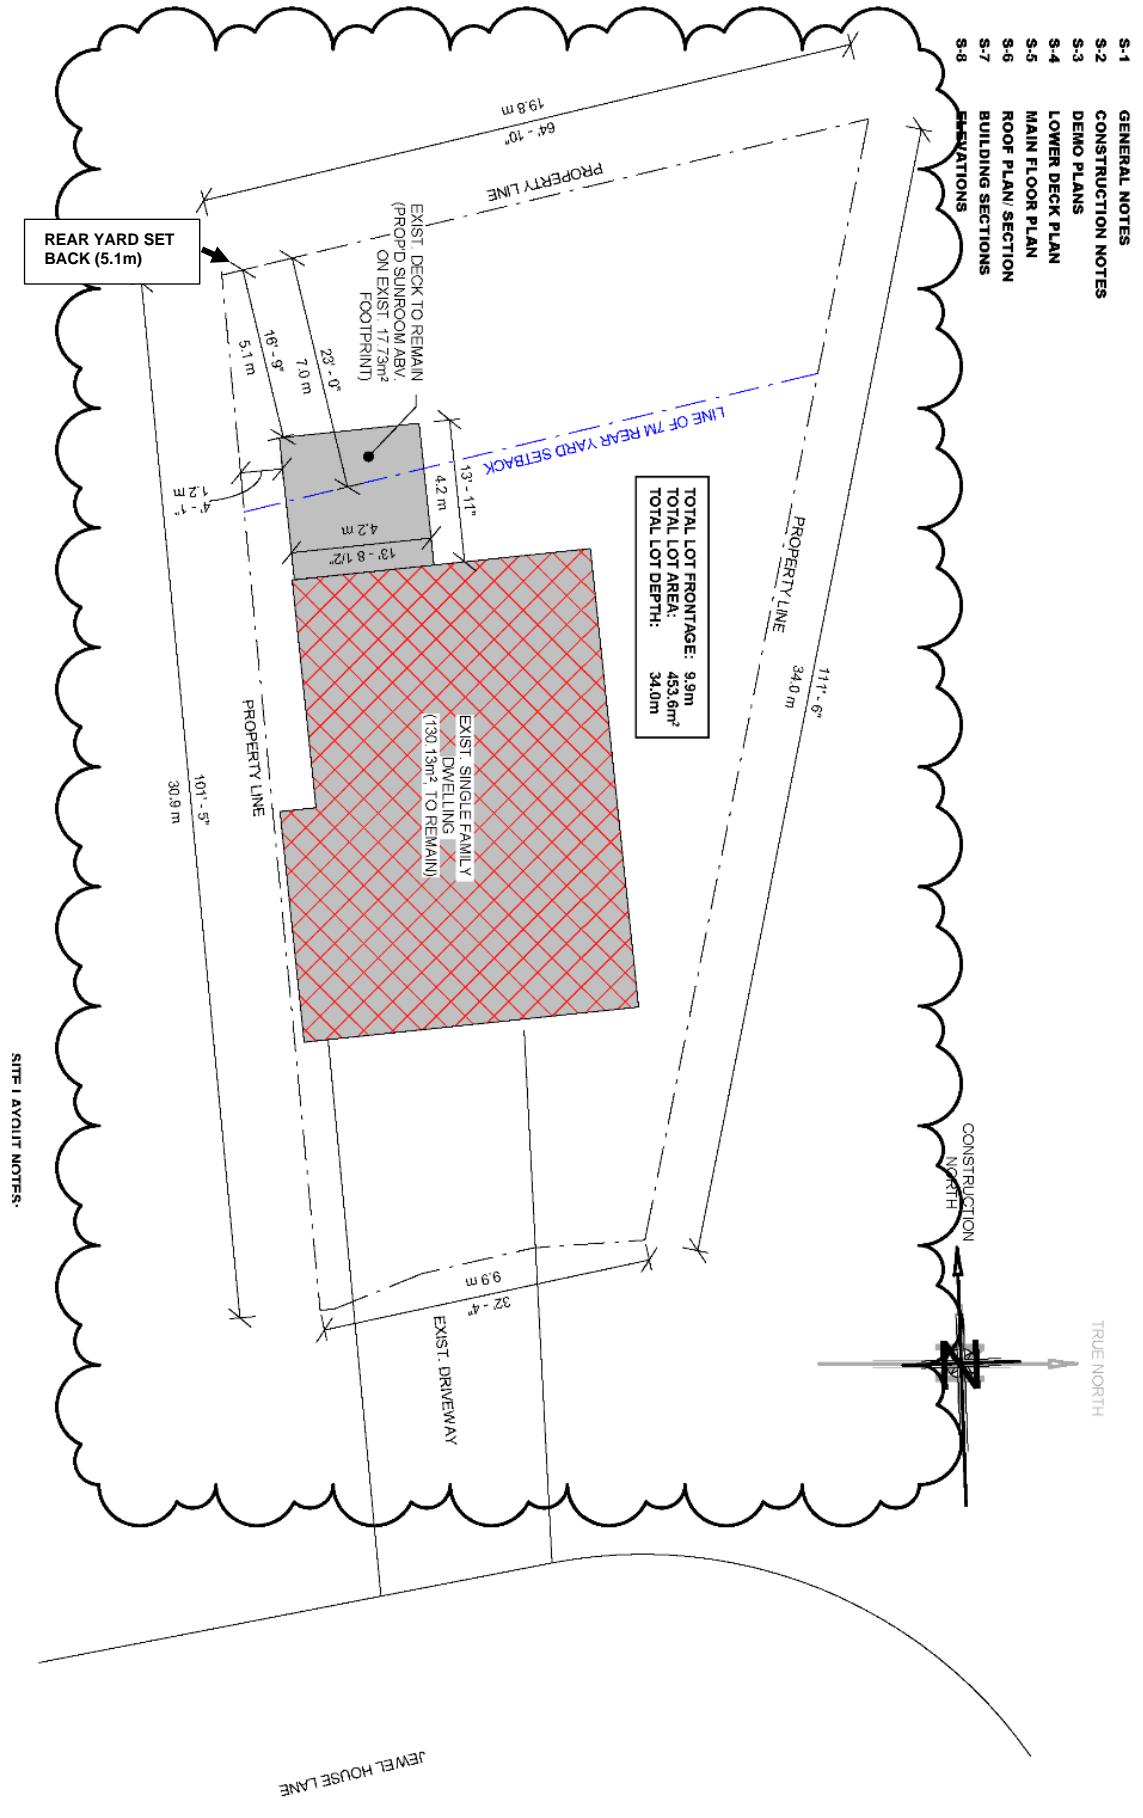 S-1 GENERAL NOTES
S-2 CONSTRUCTION NOTES
S-3 DEMO PLANS
S-4 LOWER DECK PLAN
S-5 MAIN FLOOR PLAN
S-6 ROOF PLAN/ SECTION
S-7 BUILDING SECTIONS
S-8 ELEVATIONS
19.8 m
64' - 10"
PROPERTY LINE
REAR YARD SET
BACK (5.1m)
EXIST. DECK TO REMAIN
(PROP'D SUNROOM ABV.
ON EXIST. 17.73m²
FOOTPRINT)
16' - 9"
5.1 m
23' - 0"
7.0 m
LINE OF 7M REAR YARD SETBACK
13' - 11"
4.2 m
4' - 1"
1.2 m
4.2 m
13' - 8 1/2"
TOTAL LOT FRONTAGE: 9.9m
TOTAL LOT AREA: 453.6m²
TOTAL LOT DEPTH: 34.0m
PROPERTY LINE
111' - 6"
34.0 m
EXIST. SINGLE FAMILY
DWELLING
(130.13m², TO REMAIN)
PROPERTY LINE
101' - 5"
30.9 m
9.9 m
32' - 4"
EXIST. DRIVEWAY
CONSTRUCTION
NORTH
TRUE NORTH
N
SITE LAYOUT NOTES:
JEWEL HOUSE LANE